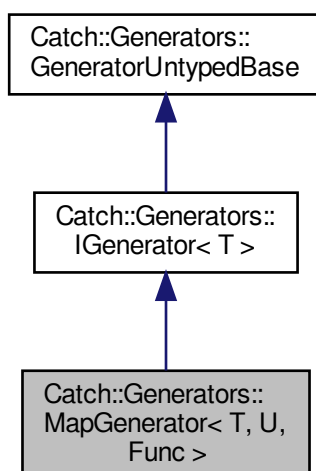 Catch::Generators::
GeneratorUntypedBase
Catch::Generators::
IGenerator< T >
Catch::Generators::
MapGenerator< T, U,
Func >